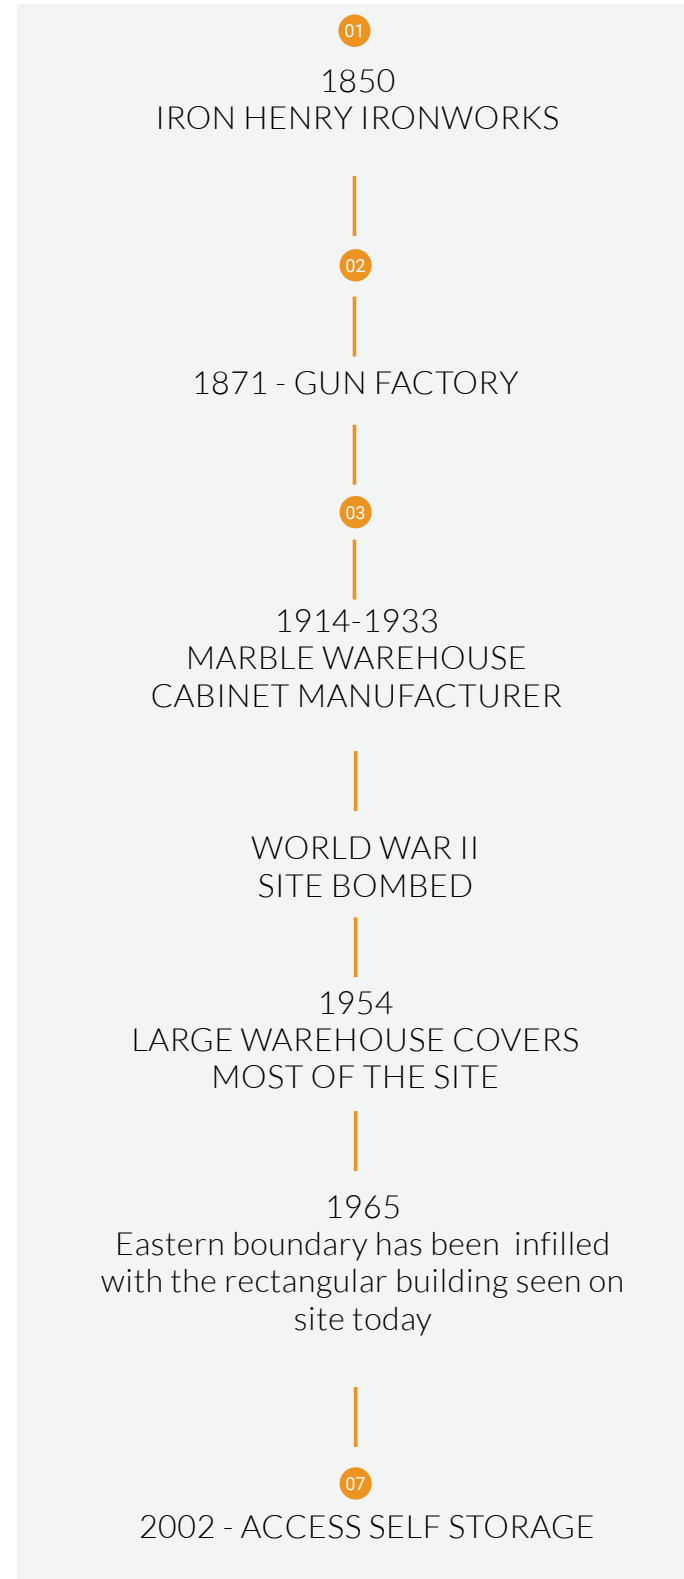 01
1850
IRON HENRY IRONWORKS
02
1871 - GUN FACTORY
03
1914-1933
MARBLE WAREHOUSE
CABINET MANUFACTURER
WORLD WAR II
SITE BOMBED
1954
LARGE WAREHOUSE COVERS
MOST OF THE SITE
1965
Eastern boundary has been  infilled
with the rectangular building seen on
site today
07
2002 - ACCESS SELF STORAGE